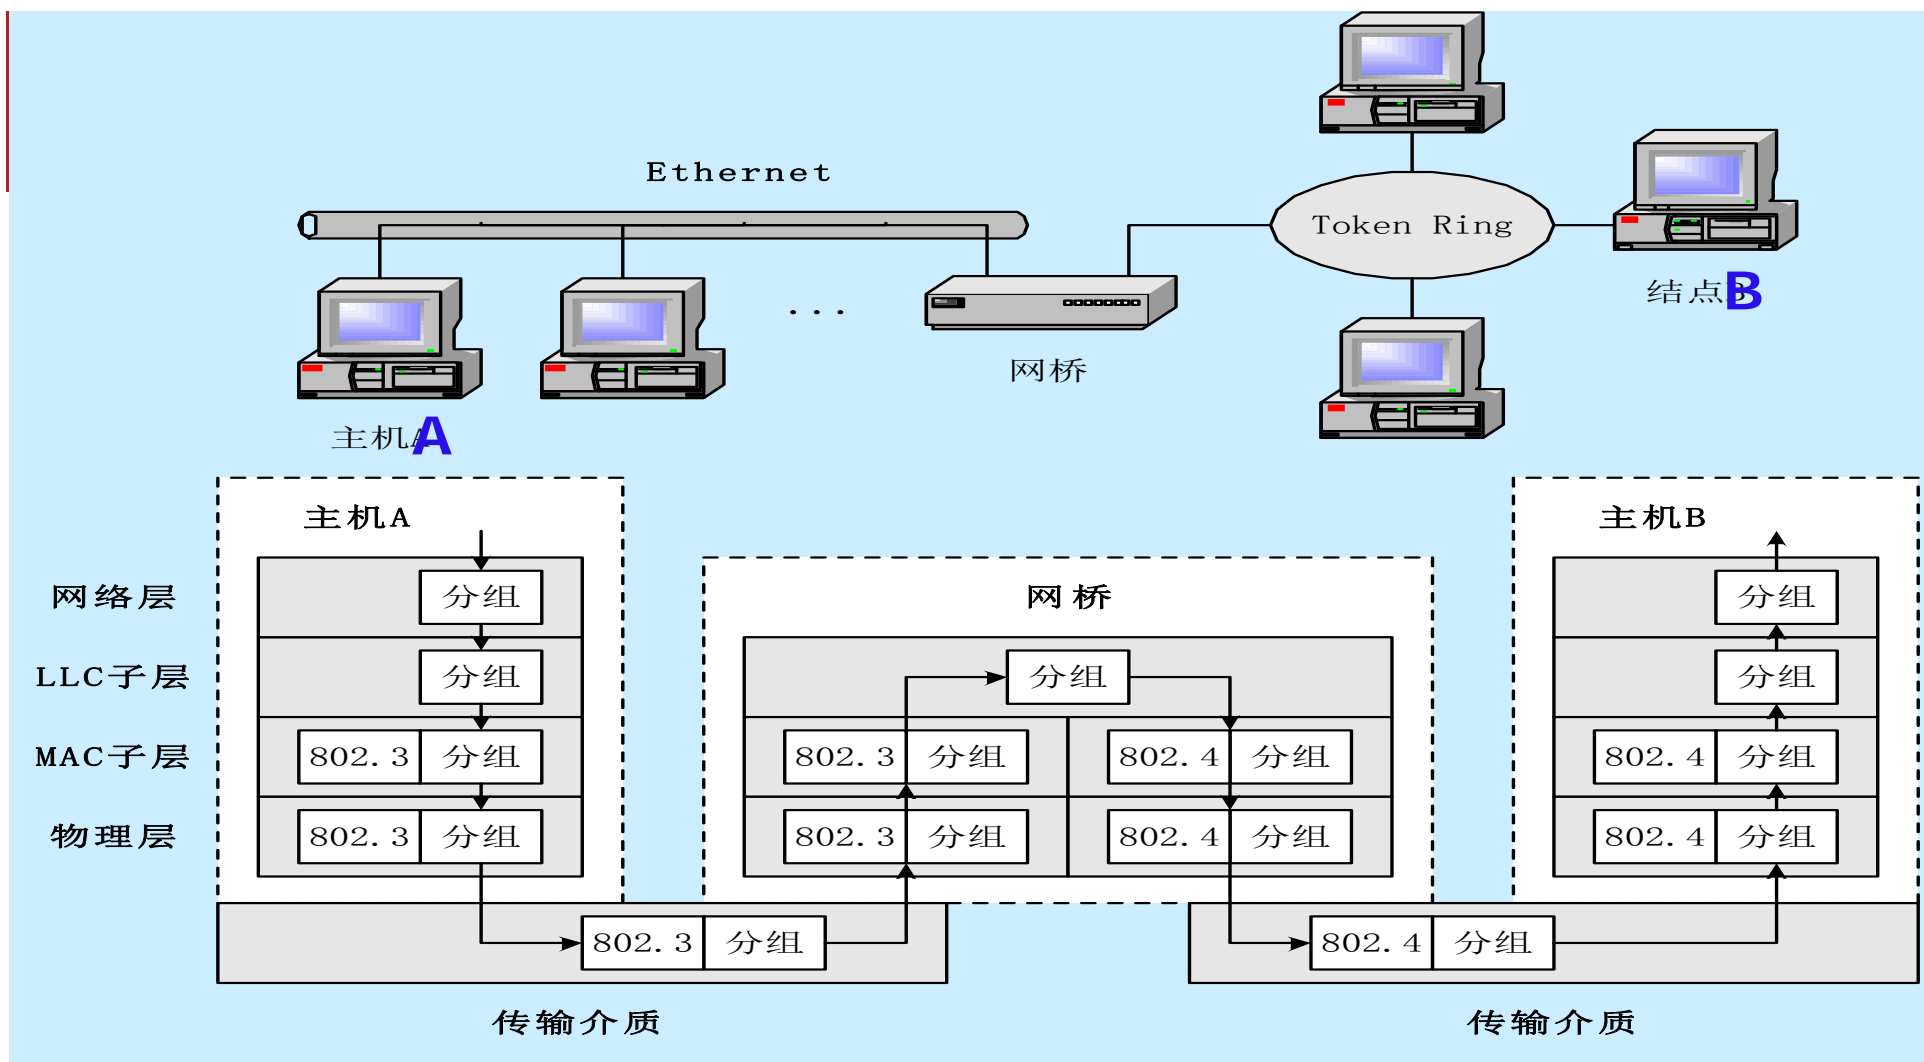 Ethernet
Token Ring
结点B
B
...
网桥
主机A
A
主机A
主机B
网络层
分组
网桥
分组
LLC子层
分组
分组
分组
MAC子层
802.3 分组
802.3 分组
802.4 分组
802.4 分组
物理层
802.3 分组
802.3 分组
802.4 分组
802.4 分组
802.3 分组
802.4 分组
传输介质
传输介质